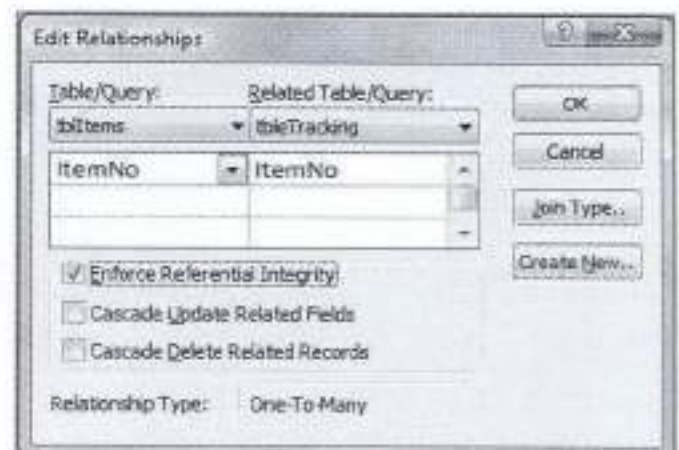 Edit Relationships
Table/Query: Related Table/Query:
tblItems tbleTracking
ItemNo ItemNo
Enforce Referential Integrity
Cascade Update Related Fields
Cascade Delete Related Records
Relationship Type: One-To-Many
OK
Cancel
Join Type..
Create New..